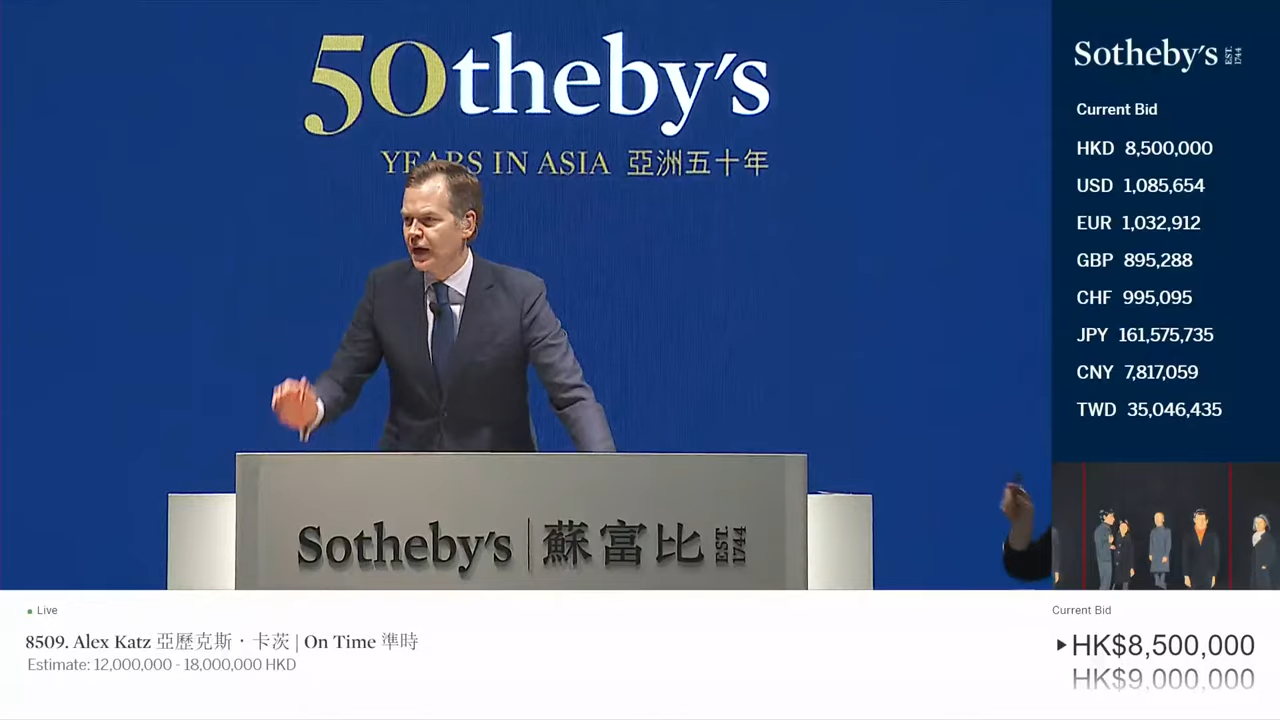 50theby's
YEARS IN ASIA 亞洲五十年
Sotheby's | 蘇富比 EST. 1744
Sotheby's EST. 1744
Current Bid
HKD 8,500,000
USD 1,085,654
EUR 1,032,912
GBP 895,288
CHF 995,095
JPY 161,575,735
CNY 7,817,059
TWD 35,046,435
Live
8509. Alex Katz 亞歷克斯・卡茨 | On Time 準時
Estimate: 12,000,000 - 18,000,000 HKD
Current Bid
HK$8,500,000
HK$9,000,000